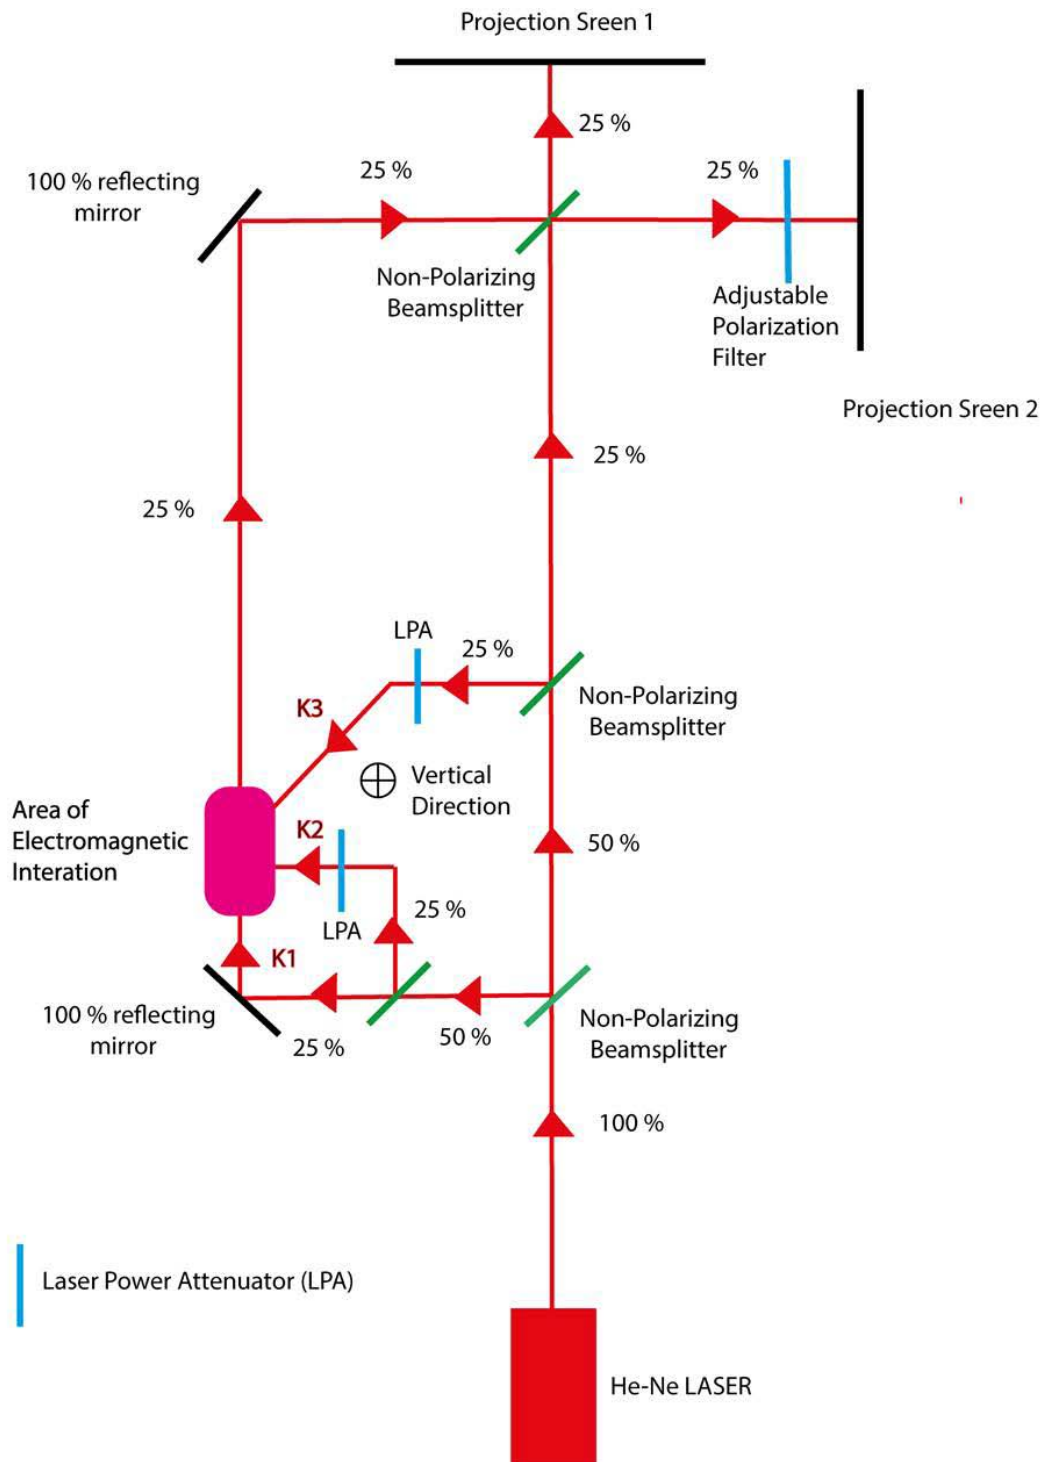 Projection Sreen 1
25 %
25 %
25 %
100 % reflecting
mirror
Non-Polarizing
Beamsplitter
Adjustable
Polarization
Filter
Projection Sreen 2
25 %
25 %
LPA
25 %
K3
Non-Polarizing
Beamsplitter
Vertical
Direction
Area of
Electromagnetic
Interation
K2
50 %
25 %
LPA
K1
100 % reflecting
mirror
25 %
50 %
Non-Polarizing
Beamsplitter
100 %
Laser Power Attenuator (LPA)
He-Ne LASER